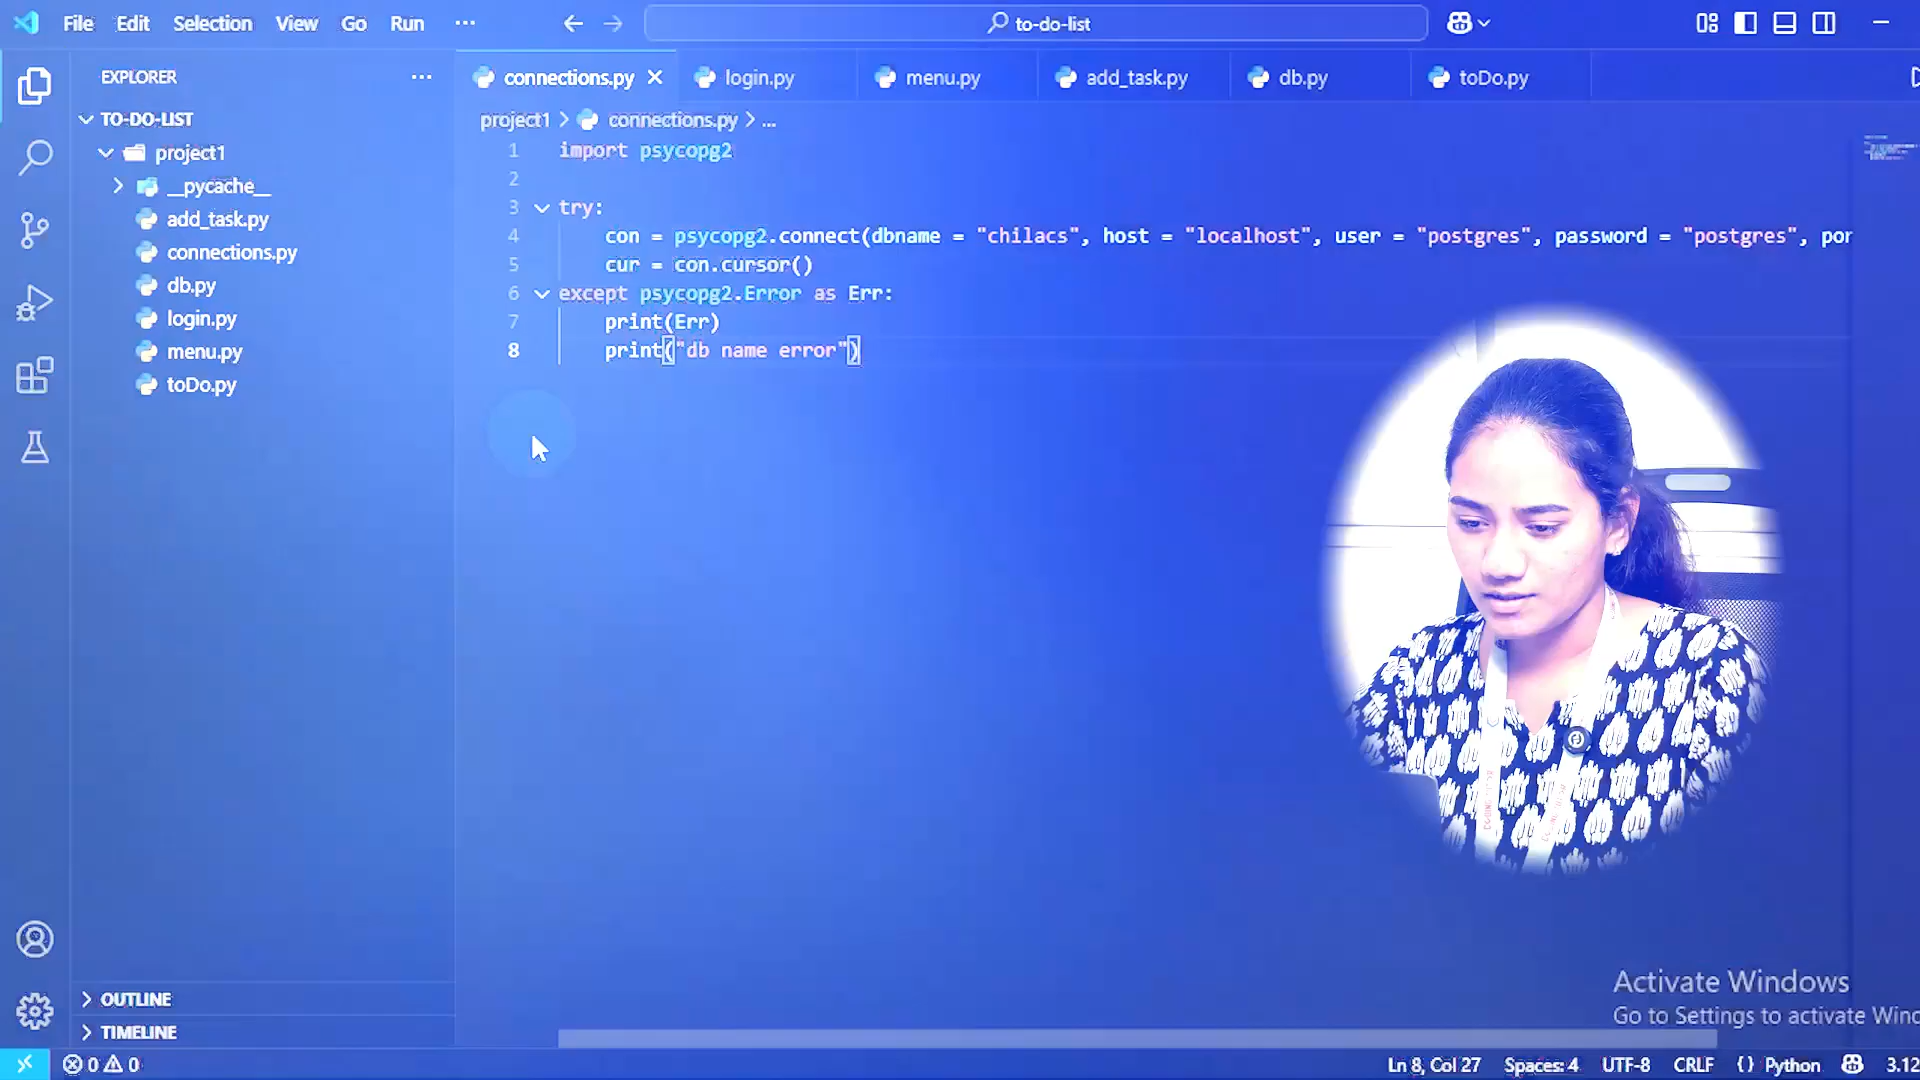 File Edit Selection View Go Run ...
to-do-list
EXPLORER ...
connections.py login.py menu.py add_task.py db.py toDo.py
TO-DO-LIST
project1 > connections.py > ...
project1
__pycache__
add_task.py
connections.py
db.py
login.py
menu.py
toDo.py
1 import psycopg2
2
3 try:
4 con = psycopg2.connect(dbname = "chilacs", host = "localhost", user = "postgres", password = "postgres", por
5 cur = con.cursor()
6 except psycopg2.Error as Err:
7 print(Err)
8 print("db name error")
OUTLINE
TIMELINE
Activate Windows
Go to Settings to activate Winc
0 0
Ln 8, Col 27 Spaces: 4 UTF-8 CRLF {} Python 3.12